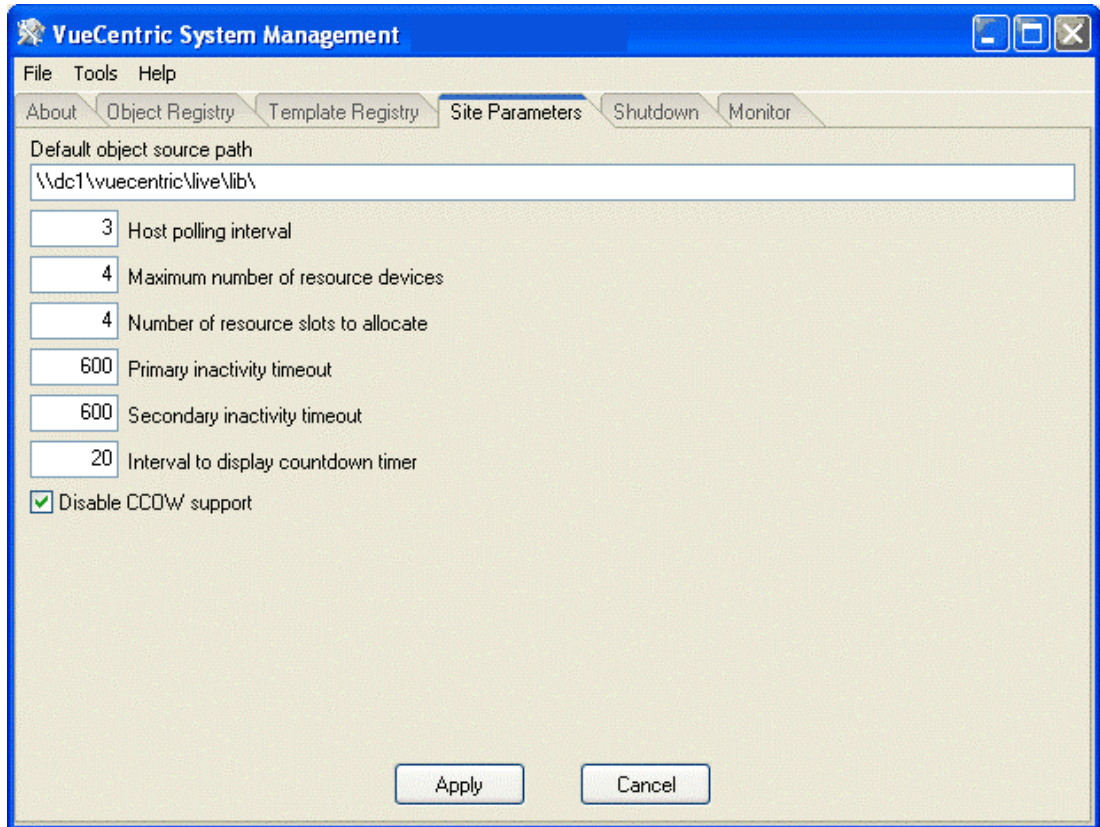 VueCentric System Management
File Tools Help
About Object Registry Template Registry Site Parameters Shutdown Monitor
Default object source path
\\dc1\vuecentric\live\lib\
3 Host polling interval
4 Maximum number of resource devices
4 Number of resource slots to allocate
600 Primary inactivity timeout
600 Secondary inactivity timeout
20 Interval to display countdown timer
Disable CCOW support
Apply Cancel